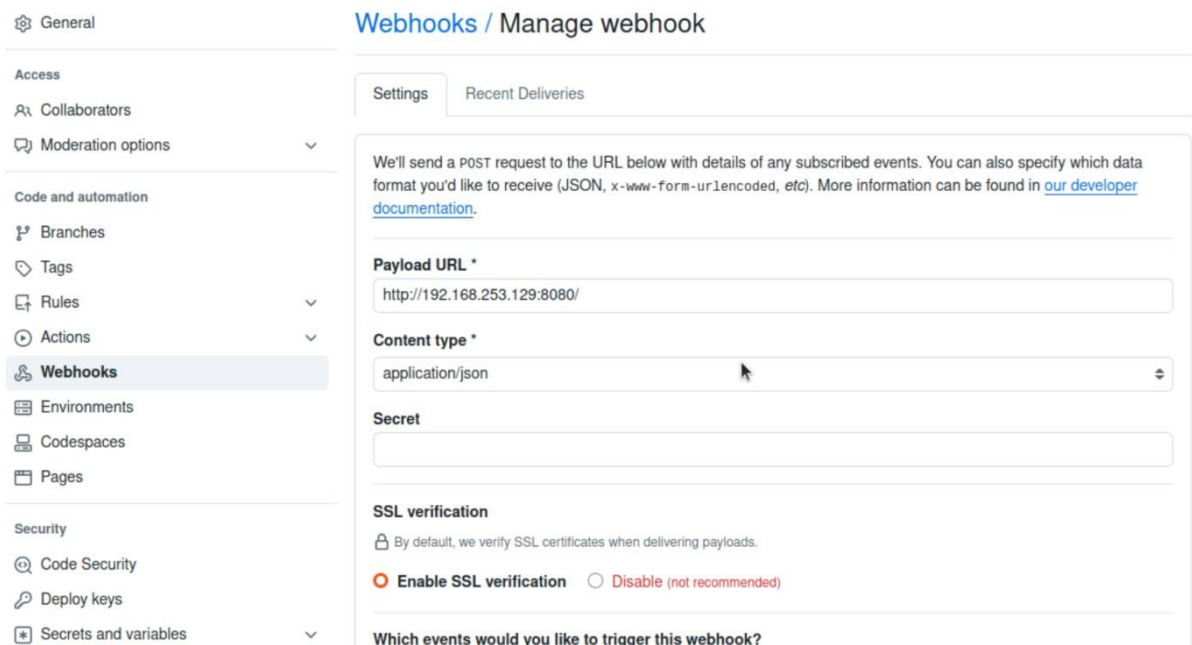 General
Access
Collaborators
Moderation options
Code and automation
Branches
Tags
Rules
Actions
Webhooks
Environments
Codespaces
Pages
Security
Code Security
Deploy keys
Secrets and variables
Webhooks / Manage webhook
Settings Recent Deliveries
We'll send a POST request to the URL below with details of any subscribed events. You can also specify which data
format you'd like to receive (JSON, x-www-form-urlencoded, etc). More information can be found in our developer
documentation.
Payload URL *
http://192.168.253.129:8080/
Content type *
application/json
Secret
SSL verification
By default, we verify SSL certificates when delivering payloads.
Enable SSL verification Disable (not recommended)
Which events would you like to trigger this webhook?